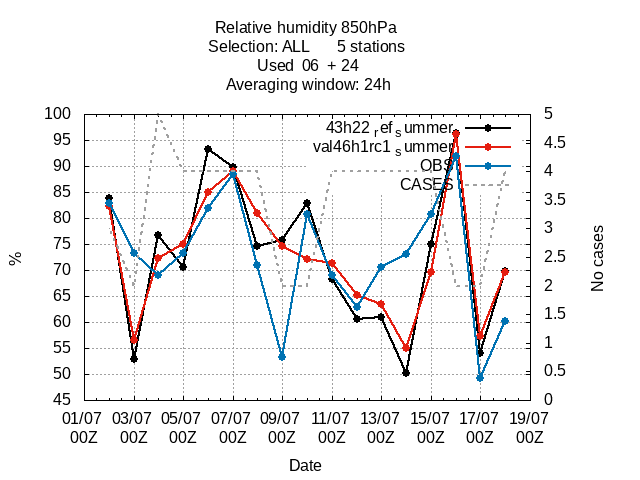 Relative humidity 850hPa
Selection: ALL      5 stations
Used  06  + 24
Averaging window: 24h
100
95
90
85
80
75
70
65
60
55
50
45
5
4.5
4
3.5
3
2.5
2
1.5
1
0.5
0
43h22 refsummer
val46h1rc1 summer
OBS
CASES
%
No cases
01/07 03/07 05/07 07/07 09/07 11/07 13/07 15/07 17/07 19/07
00Z 00Z 00Z 00Z 00Z 00Z 00Z 00Z 00Z 00Z
Date